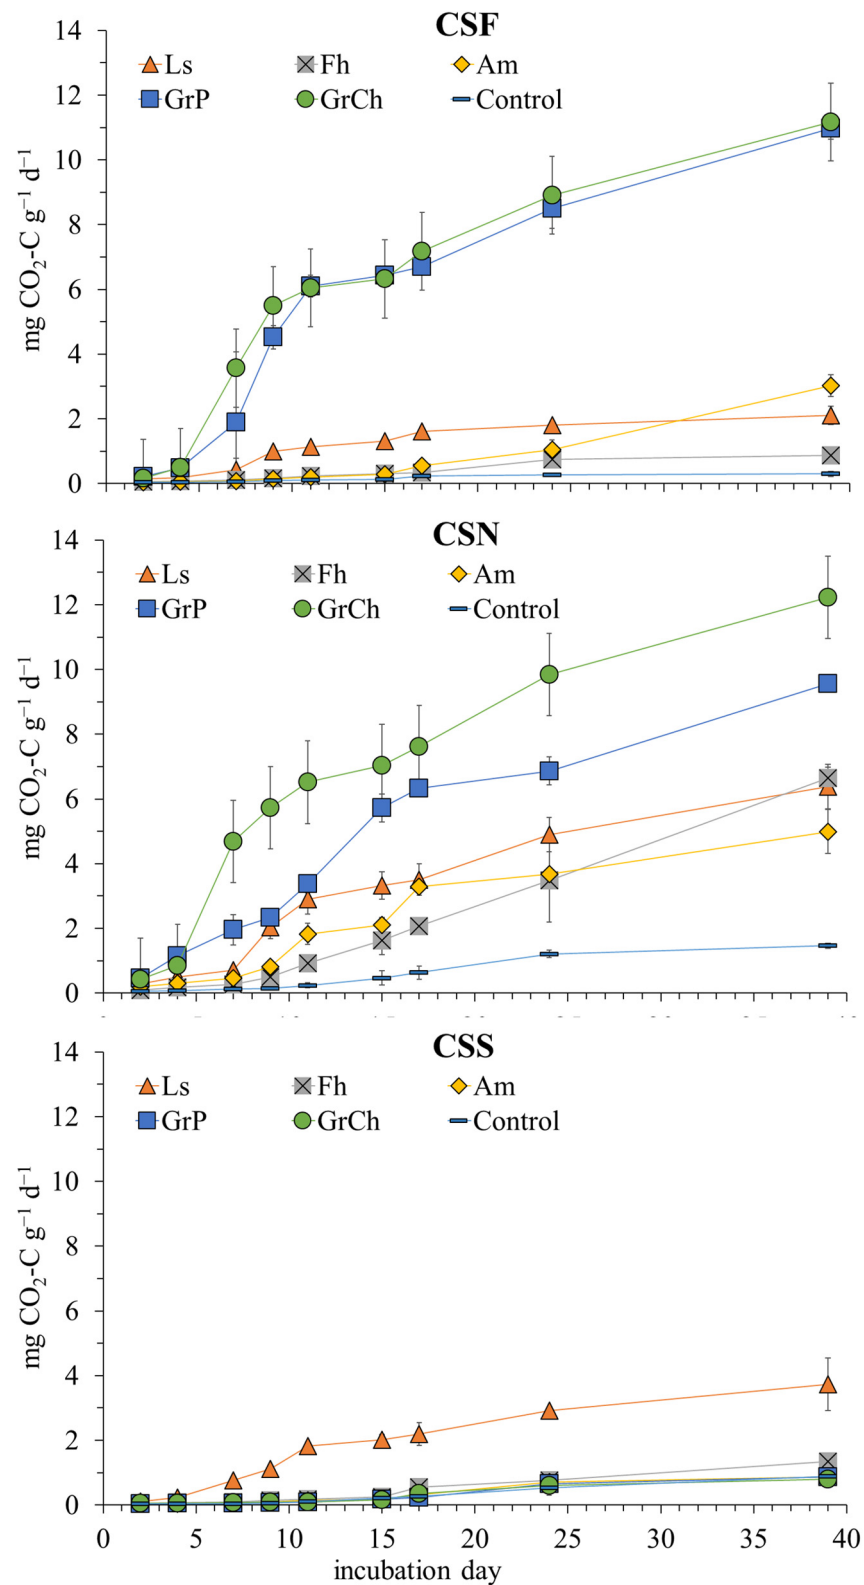 CSF
14
12
10
8
6
4
2
0
mg CO₂-C g⁻¹ d⁻¹
Ls Fh Am
GrP GrCh Control
CSN
14
12
10
8
6
4
2
0
mg CO₂-C g⁻¹ d⁻¹
Ls Fh Am
GrP GrCh Control
CSS
14
12
10
8
6
4
2
0
mg CO₂-C g⁻¹ d⁻¹
Ls Fh Am
GrP GrCh Control
0 5 10 15 20 25 30 35 40
incubation day